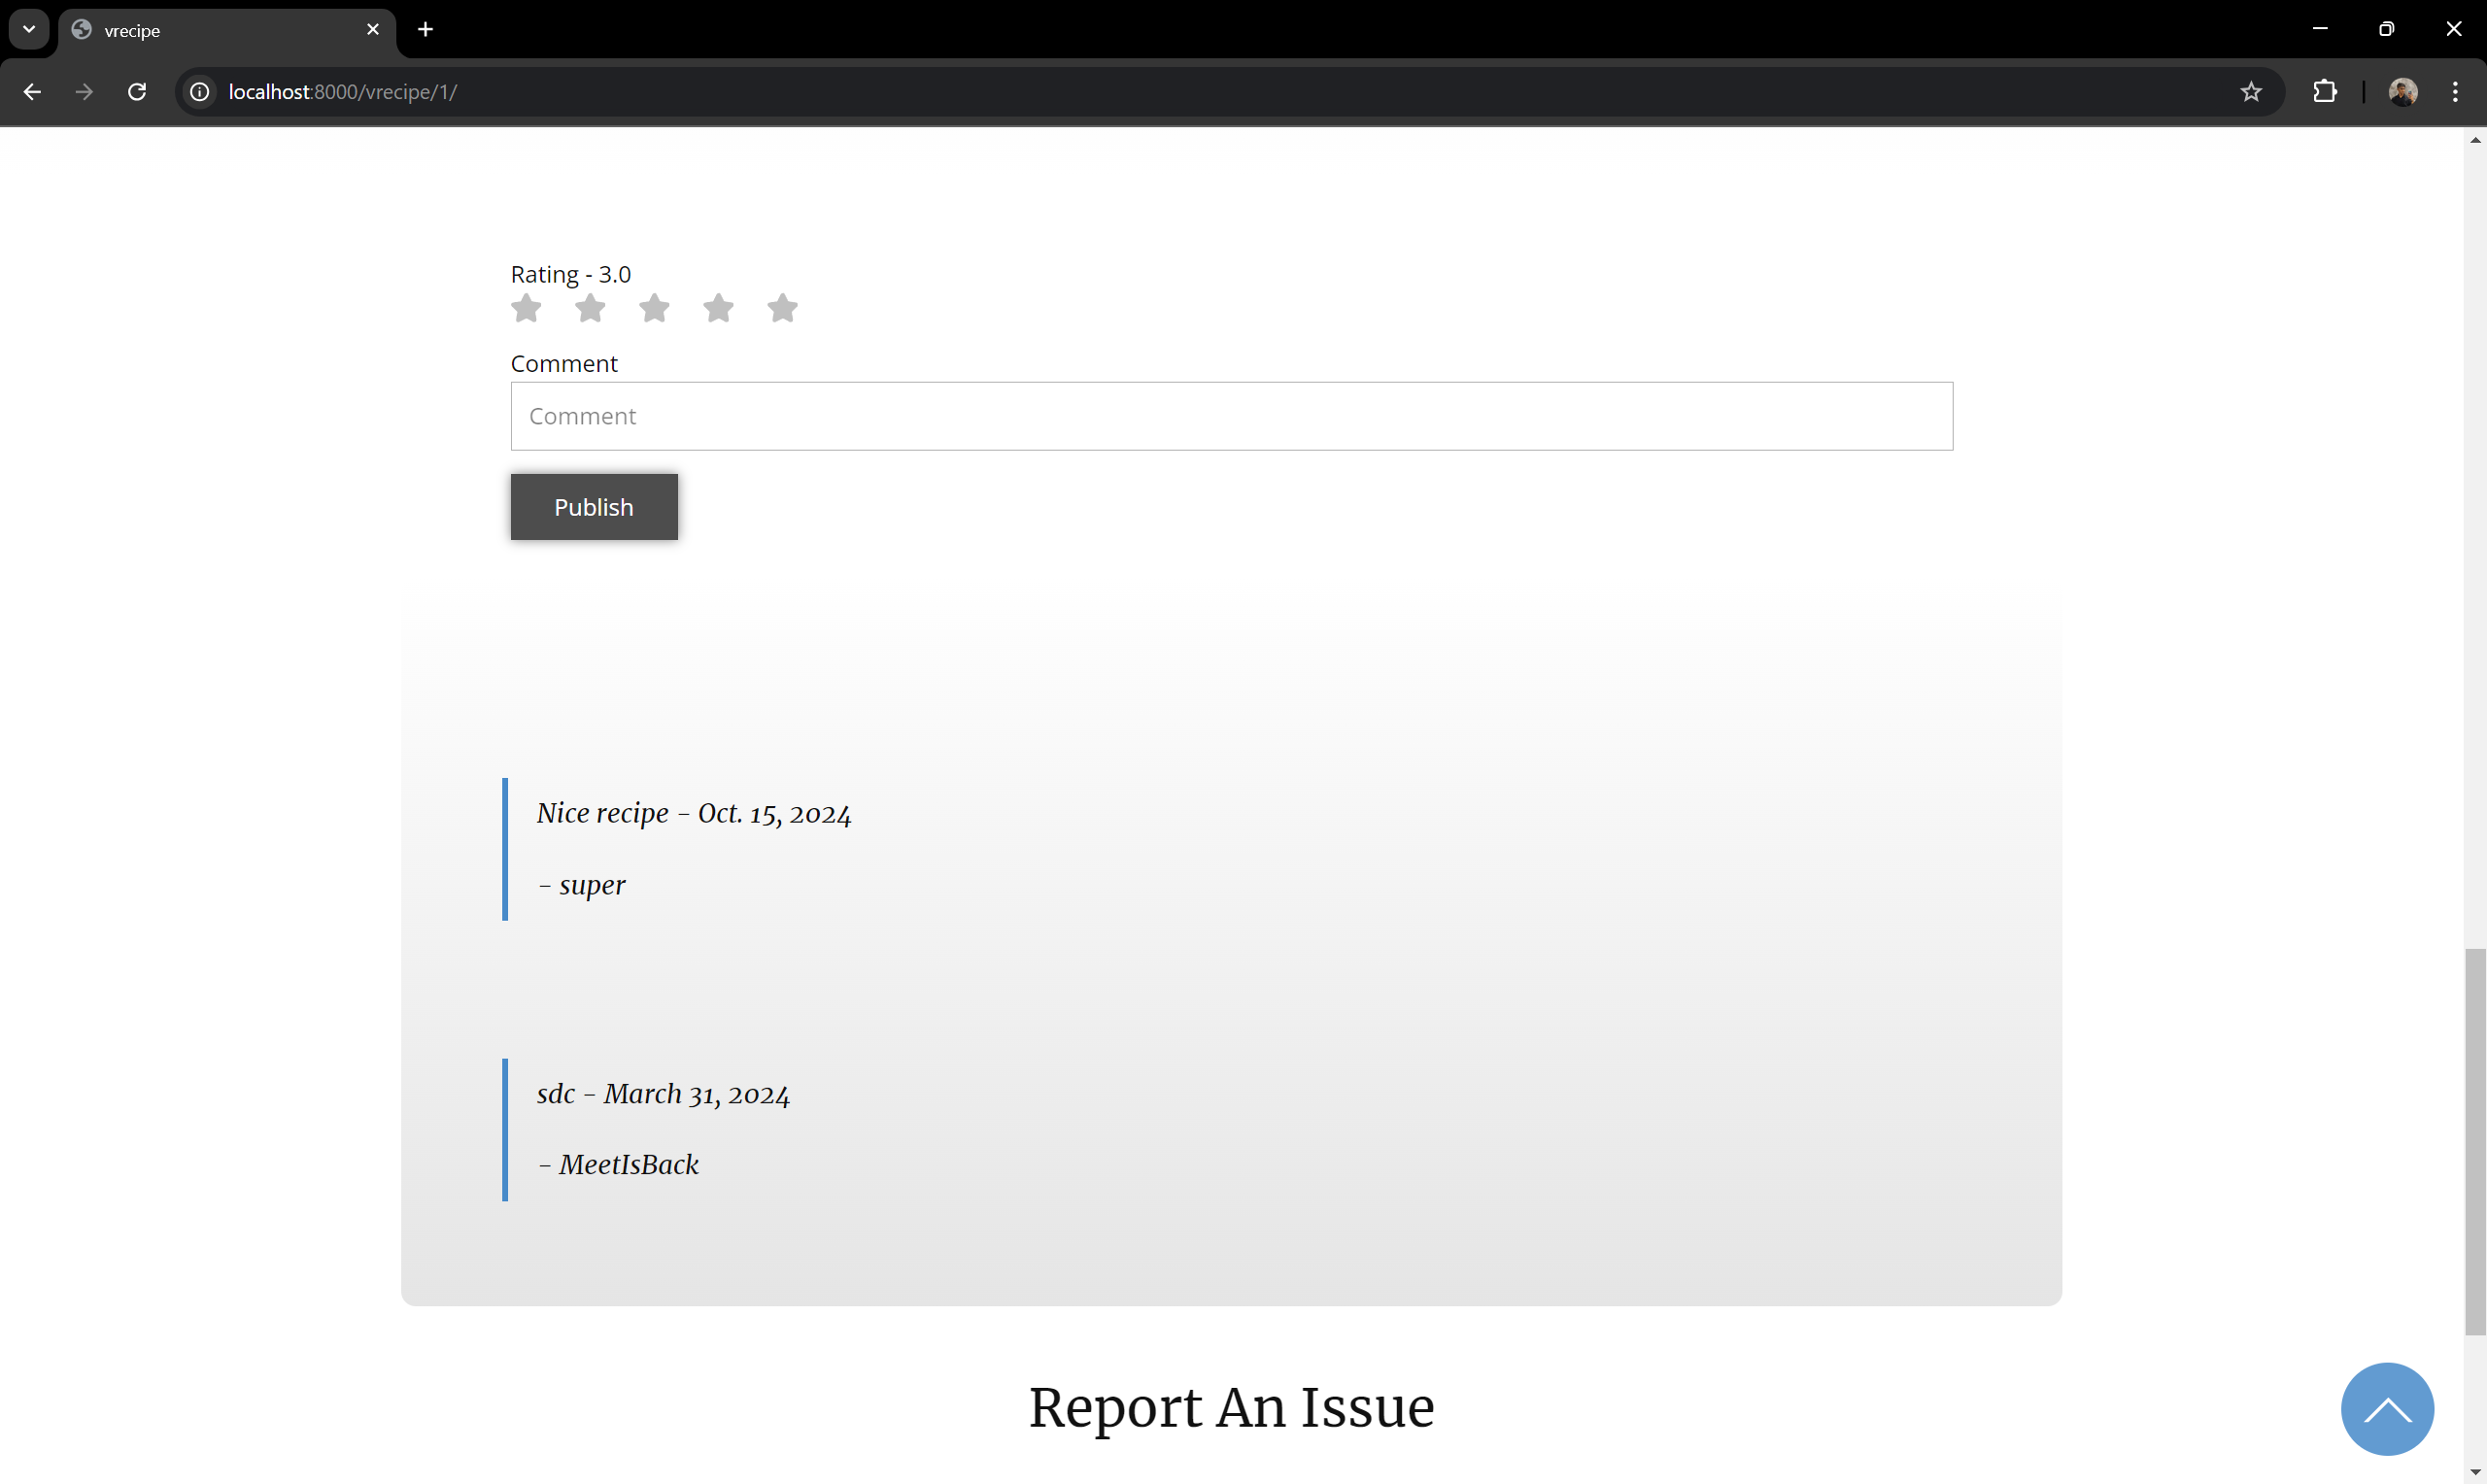 vrecipe
localhost:8000/vrecipe/1/
Rating - 3.0
Comment
Comment
Publish
Nice recipe - Oct. 15, 2024
- super
sdc - March 31, 2024
- MeetIsBack
Report An Issue